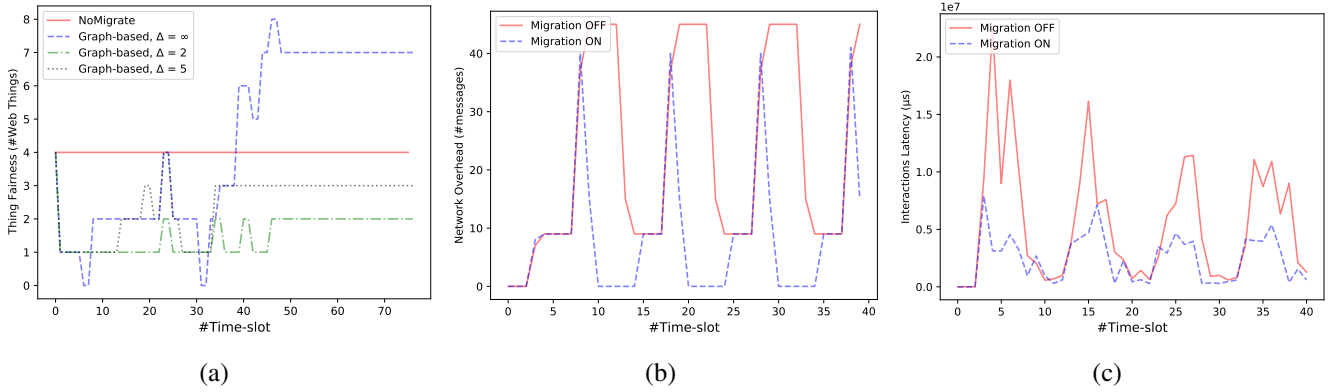 Thing Fairness (#Web Things)
8
7
6
5
4
3
2
1
0
NoMigrate
Graph-based, Δ = ∞
Graph-based, Δ = 2
Graph-based, Δ = 5
0 10 20 30 40 50 60 70
#Time-slot
(a)
Network Overhead (#messages)
40
30
20
10
0
Migration OFF
Migration ON
0 5 10 15 20 25 30 35 40
#Time-slot
(b)
1e7
Interactions Latency (μs)
2.0
1.5
1.0
0.5
0.0
Migration OFF
Migration ON
0 5 10 15 20 25 30 35 40
#Time-slot
(c)